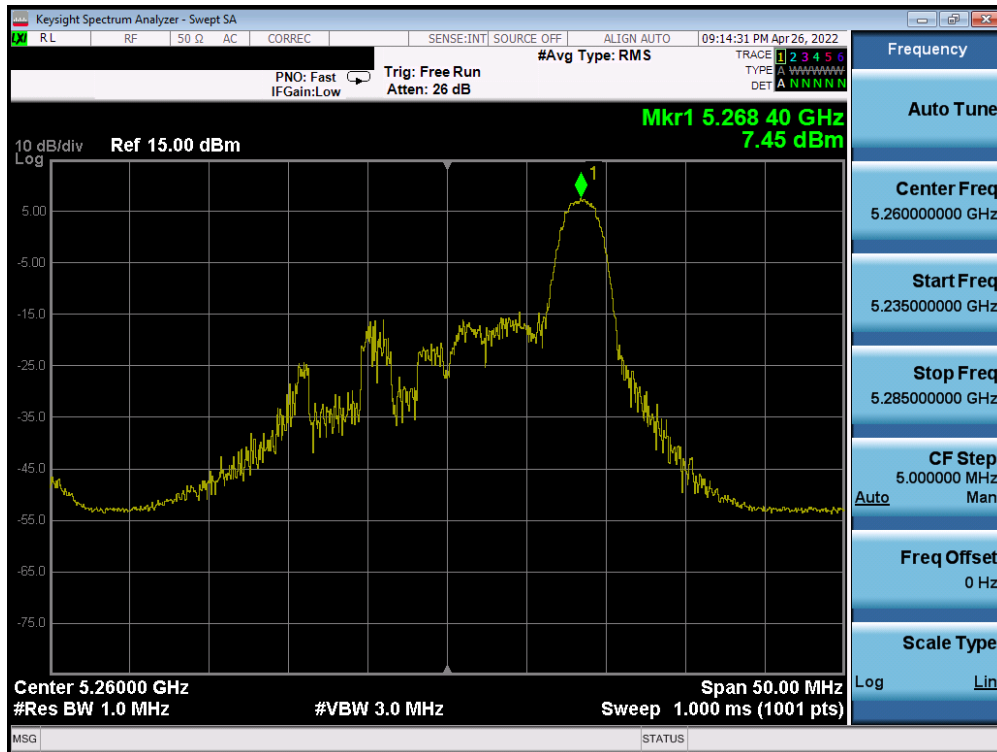 Keysight Spectrum Analyzer - Swept SA
LXI RL RF 50 Ω AC CORREC SENSE:INT SOURCE OFF ALIGN AUTO 09:14:31 PM Apr 26, 2022
#Avg Type: RMS
TRACE 1 2 3 4 5 6
TYPE A WWWWW
DET A N N N N N
PNO: Fast
IFGain:Low
Trig: Free Run
Atten: 26 dB
Mkr1 5.268 40 GHz
7.45 dBm
10 dB/div Ref 15.00 dBm
Log
1
5.00
-5.00
-15.0
-25.0
-35.0
-45.0
-55.0
-65.0
-75.0
Center 5.26000 GHz Span 50.00 MHz
#Res BW 1.0 MHz #VBW 3.0 MHz Sweep 1.000 ms (1001 pts)
MSG STATUS
Frequency
Auto Tune
Center Freq
5.260000000 GHz
Start Freq
5.235000000 GHz
Stop Freq
5.285000000 GHz
CF Step
5.000000 MHz
Auto Man
Freq Offset
0 Hz
Scale Type
Log Lin